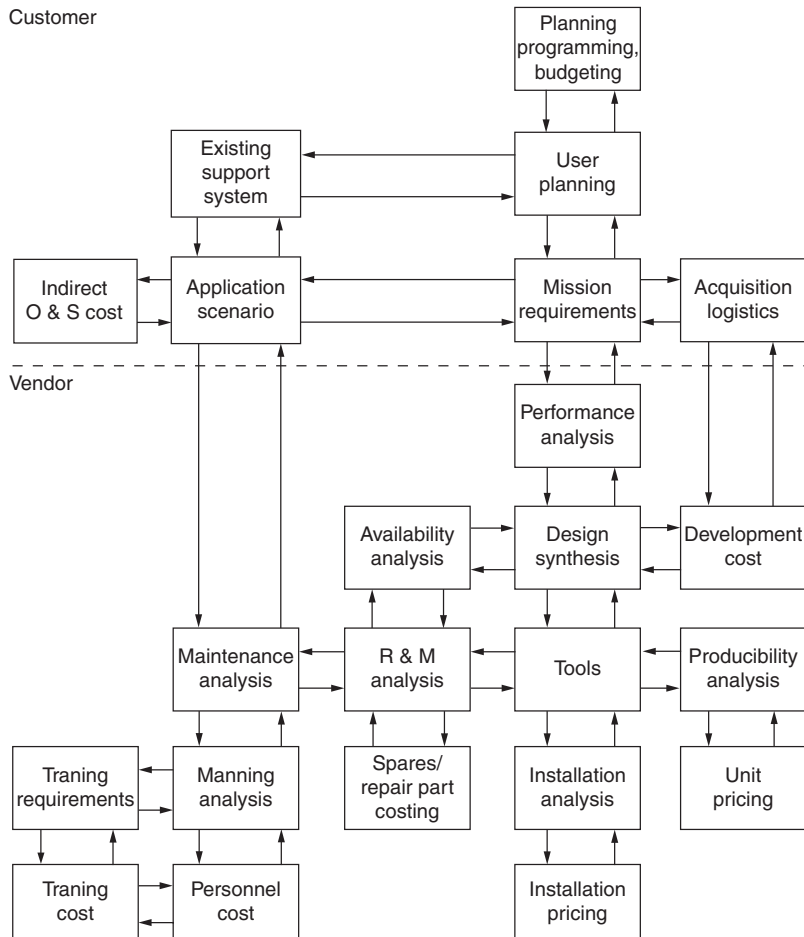 Customer
Planning
programming,
budgeting
Existing
support
system
User
planning
Indirect
O & S cost
Application
scenario
Mission
requirements
Acquisition
logistics
Vendor
Performance
analysis
Availability
analysis
Design
synthesis
Development
cost
Maintenance
analysis
R & M
analysis
Tools
Producibility
analysis
Traning
requirements
Manning
analysis
Spares/
repair part
costing
Installation
analysis
Unit
pricing
Traning
cost
Personnel
cost
Installation
pricing